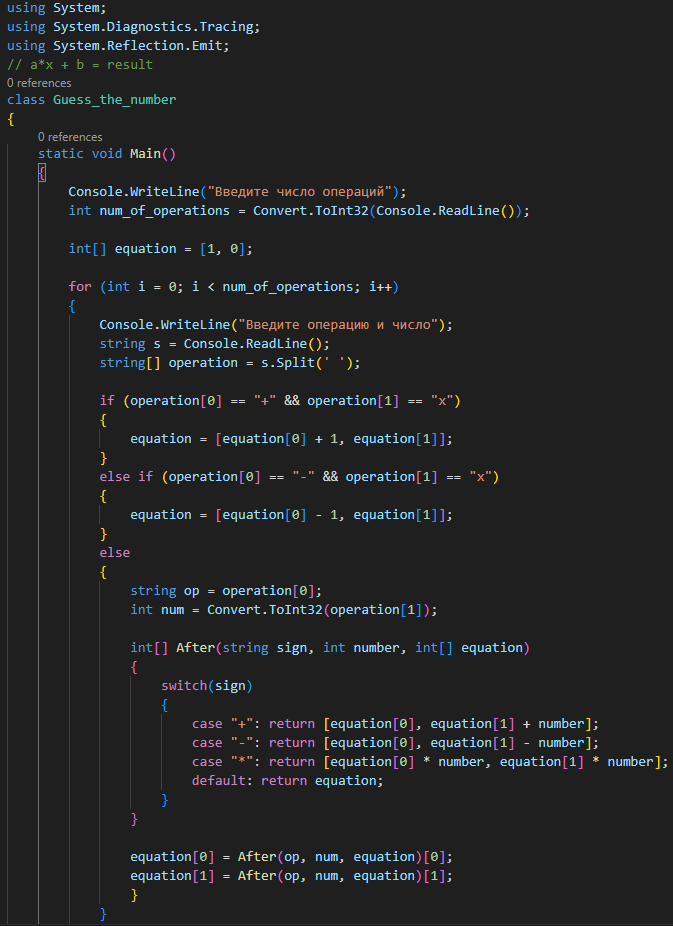 using System;
using System.Diagnostics.Tracing;
using System.Reflection.Emit;
// a*x + b = result
0 references
class Guess_the_number
{
0 references
static void Main()
{
Console.WriteLine("Введите число операций");
int num_of_operations = Convert.ToInt32(Console.ReadLine());
int[] equation = [1, 0];
for (int i = 0; i < num_of_operations; i++)
{
Console.WriteLine("Введите операцию и число");
string s = Console.ReadLine();
string[] operation = s.Split(' ');
if (operation[0] == "+" && operation[1] == "x")
{
equation = [equation[0] + 1, equation[1]];
}
else if (operation[0] == "-" && operation[1] == "x")
{
equation = [equation[0] - 1, equation[1]];
}
else
{
string op = operation[0];
int num = Convert.ToInt32(operation[1]);
int[] After(string sign, int number, int[] equation)
{
switch(sign)
{
case "+": return [equation[0], equation[1] + number];
case "-": return [equation[0], equation[1] - number];
case "*": return [equation[0] * number, equation[1] * number];
default: return equation;
}
}
equation[0] = After(op, num, equation)[0];
equation[1] = After(op, num, equation)[1];
}
}